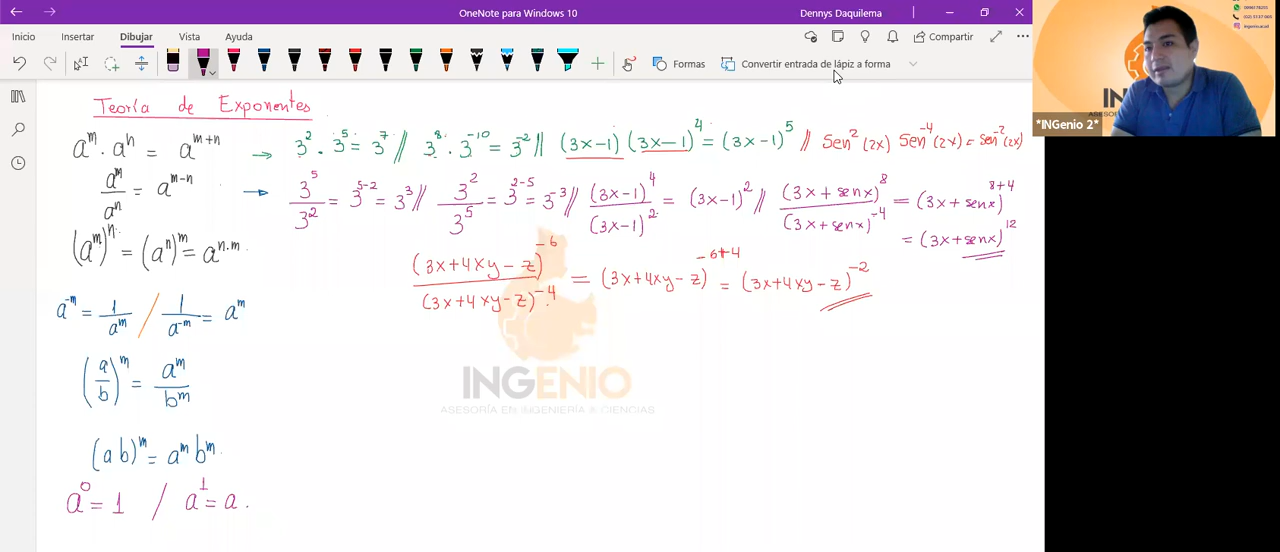 OneNote para Windows 10
Dennys Daquilema
Inicio Insertar Dibujar Vista Ayuda
Compartir
Formas Convertir entrada de lápiz a forma
Teoría de Exponentes
a^m · a^n = a^{m+n} → 3^2 · 3^5 = 3^7 // 3^8 · 3^{-10} = 3^{-2} // (3x-1) (3x-1)^4 = (3x-1)^5 // Sen^2 (2x) Sen^{-4} (2x) = Sen^{-2} (2x)
a^m/a^n = a^{m-n} → 3^5/3^2 = 3^{5-2} = 3^3 // 3^2/3^5 = 3^{2-5} = 3^{-3} // (3x-1)^4/(3x-1)^2 = (3x-1)^2 // (3x+senx)^8/(3x+senx)^{-4} = (3x+senx)^{8+4}
= (3x+senx)^{12}
(a^m)^n = (a^n)^m = a^{n·m}
(3x+4xy-z)^{-6}/(3x+4xy-z)^{-4} = (3x+4xy-z)^{-6+4} = (3x+4xy-z)^{-2}
a^{-m} = 1/a^m / 1/a^{-m} = a^m
(a/b)^m = a^m/b^m
(ab)^m = a^m b^m.
a^0 = 1 / a^1 = a.
INGENIO
ASESORÍA EN INGENIERÍA & CIENCIAS
*INGenio 2*